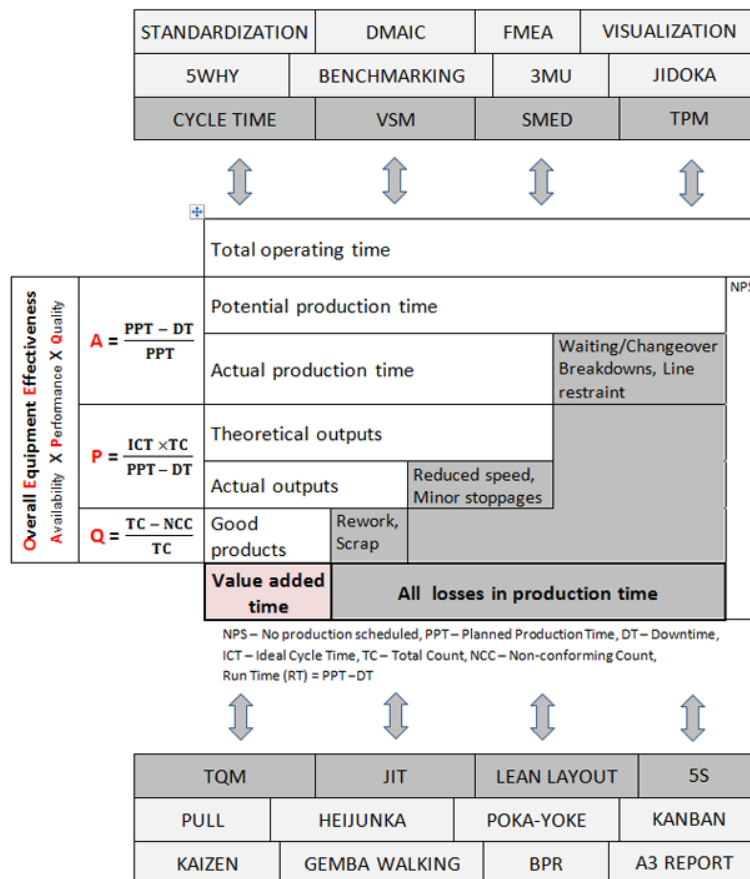 STANDARDIZATION DMAIC FMEA VISUALIZATION
5WHY BENCHMARKING 3MU JIDOKA
CYCLE TIME VSM SMED TPM
Total operating time
NPS
Overall Equipment Effectiveness
Availability X Performance X Quality
A = PPT – DT / PPT
Potential production time
Actual production time
Waiting/Changeover
Breakdowns, Line
restraint
P = ICT ×TC / PPT – DT
Theoretical outputs
Actual outputs
Reduced speed,
Minor stoppages
Q = TC – NCC / TC
Good
products
Rework,
Scrap
Value added
time
All losses in production time
NPS – No production scheduled, PPT – Planned Production Time, DT – Downtime,
ICT – Ideal Cycle Time, TC – Total Count, NCC – Non-conforming Count,
Run Time (RT) = PPT – DT
TQM JIT LEAN LAYOUT 5S
PULL HEIJUNKA POKA-YOKE KANBAN
KAIZEN GEMBA WALKING BPR A3 REPORT